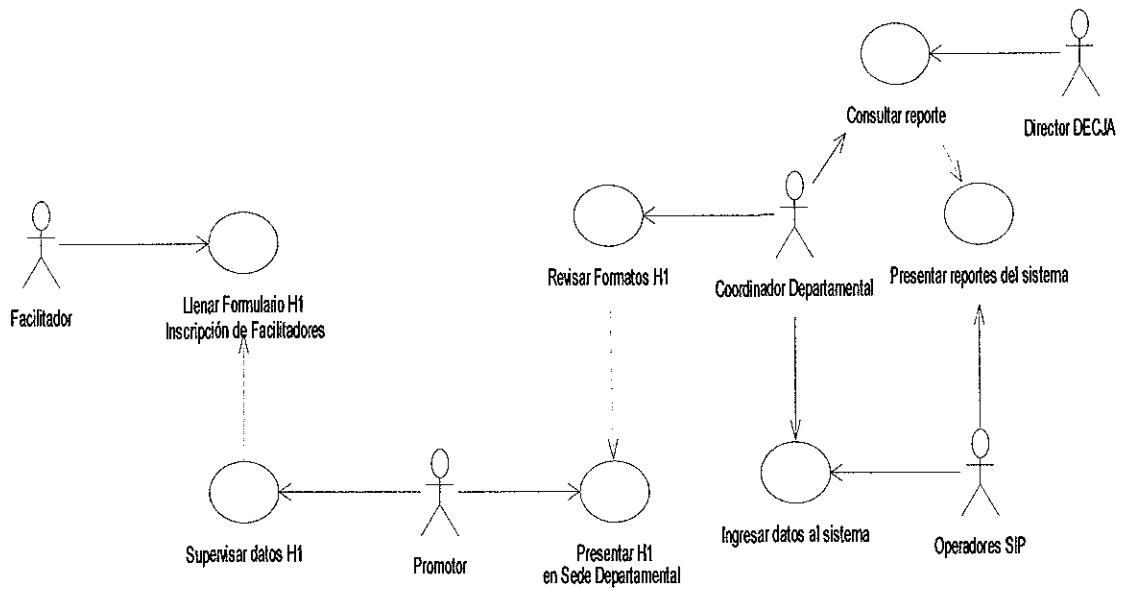 Consultar reporte
Director DECJA
Revisar Formatos H1
Coordinador Departamental
Presentar reportes del sistema
Facilitador
Llenar Formulario H1
Inscripción de Facilitadores
Supervisar datos H1
Promotor
Presentar H1
en Sede Departamental
Ingresar datos al sistema
Operadores SIP